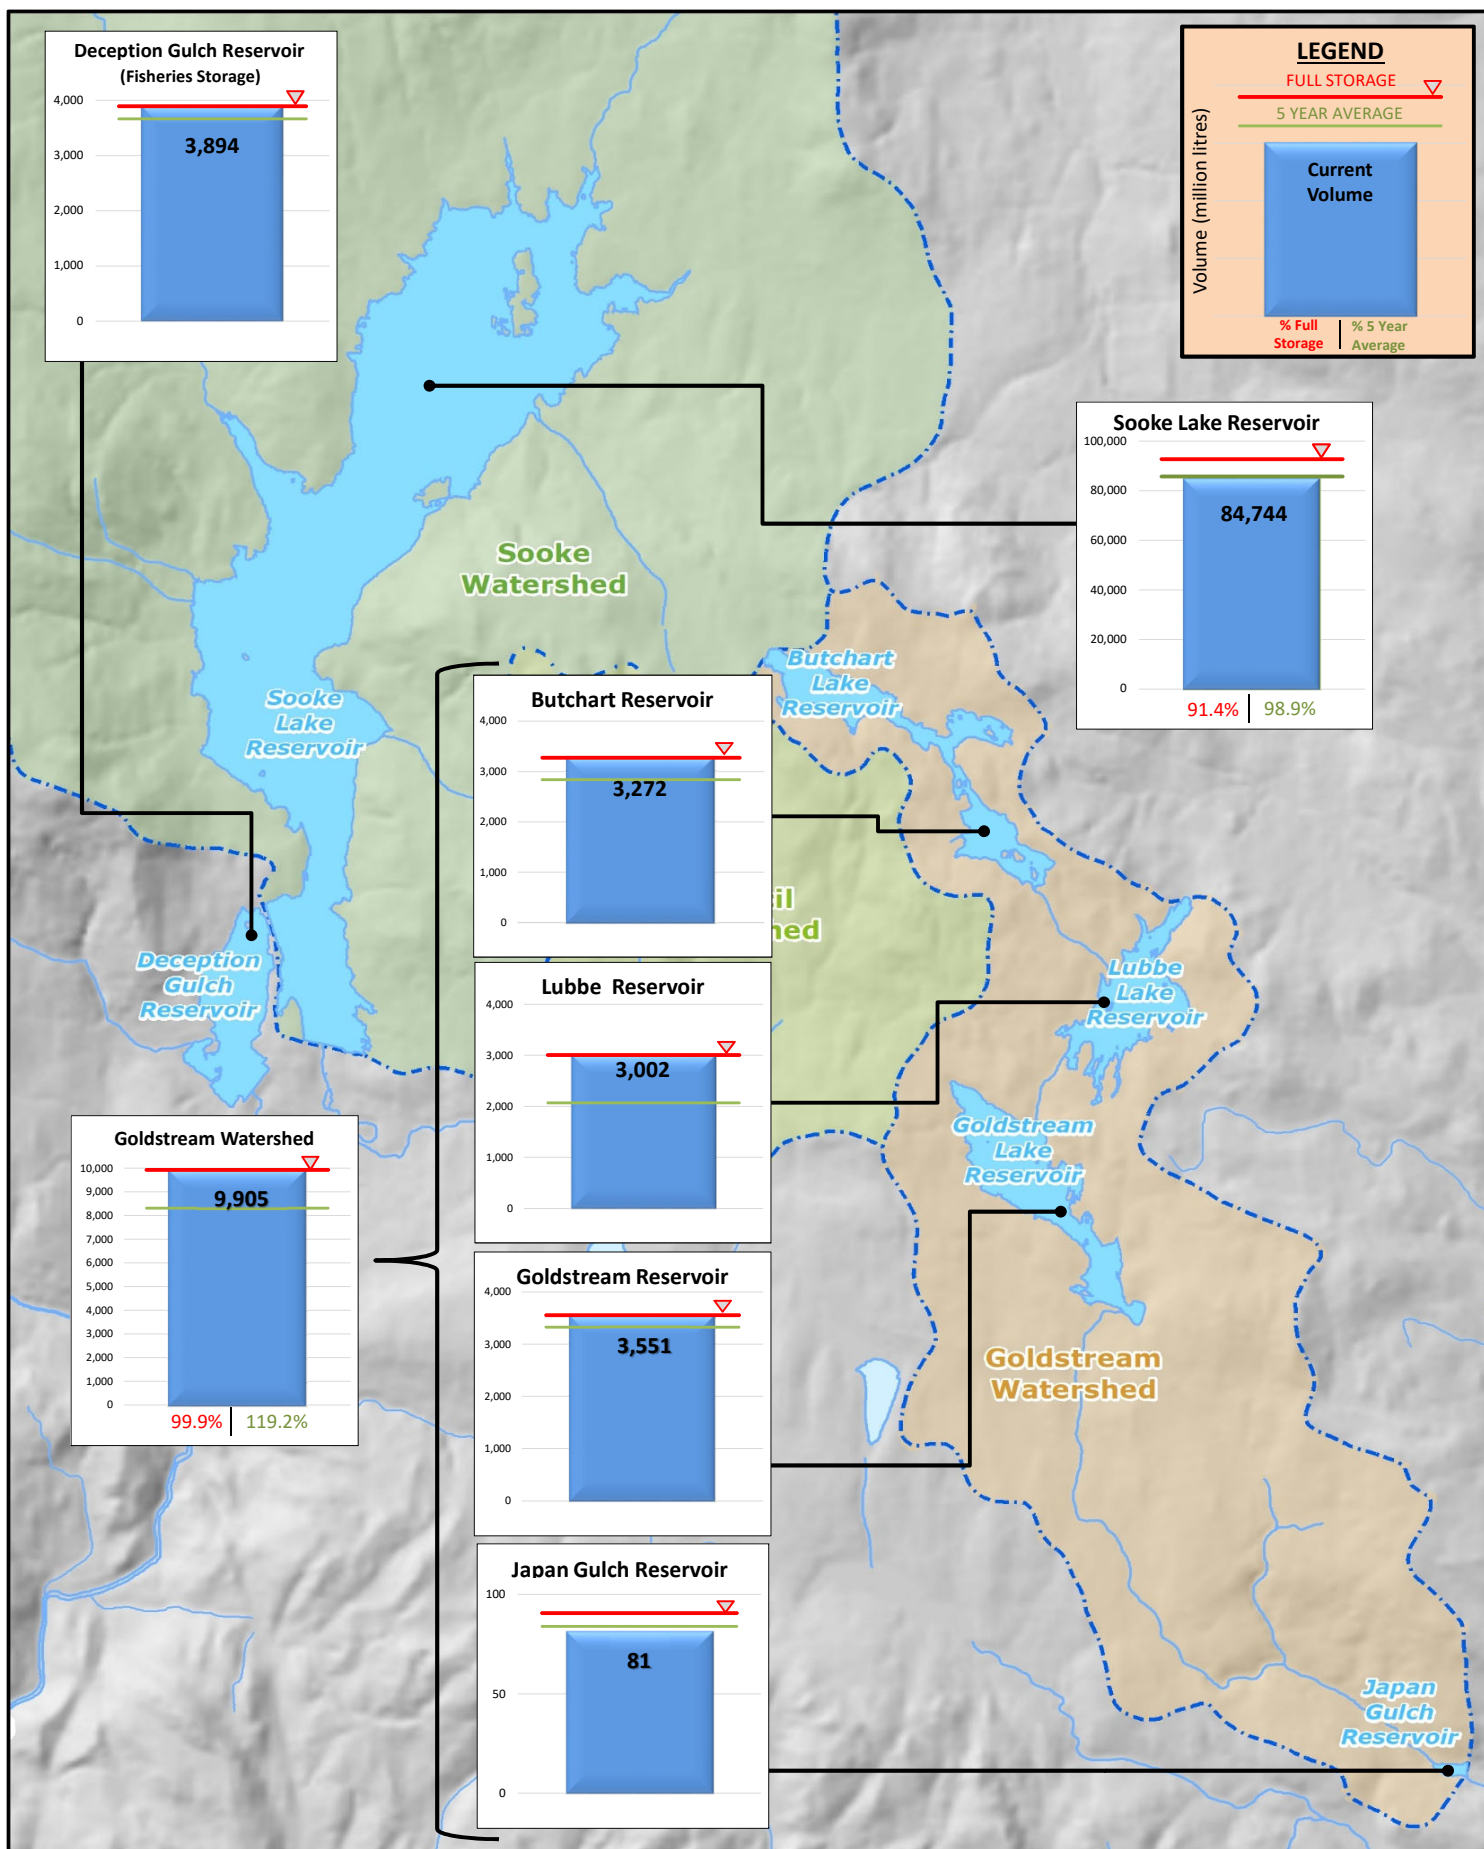 Deception Gulch Reservoir
(Fisheries Storage)
4,000
3,000
2,000
1,000
0
3,894
LEGEND
FULL STORAGE
5 YEAR AVERAGE
Volume (million litres)
Current
Volume
% Full
Storage
% 5 Year
Average
Sooke Lake Reservoir
100,000
80,000
60,000
40,000
20,000
0
84,744
91.4%
98.9%
Sooke
Watershed
Butchart
Lake
Reservoir
Sooke
Lake
Reservoir
Butchart Reservoir
4,000
3,000
2,000
1,000
0
3,272
il
hed
Deception
Gulch
Reservoir
Lubbe Reservoir
4,000
3,000
2,000
1,000
0
3,002
Lubbe
Lake
Reservoir
Goldstream
Lake
Reservoir
Goldstream Watershed
10,000
9,000
8,000
7,000
6,000
5,000
4,000
3,000
2,000
1,000
0
9,905
99.9%
119.2%
Goldstream Reservoir
4,000
3,000
2,000
1,000
0
3,551
Goldstream
Watershed
Japan Gulch Reservoir
100
50
0
81
Japan
Gulch
Reservoir